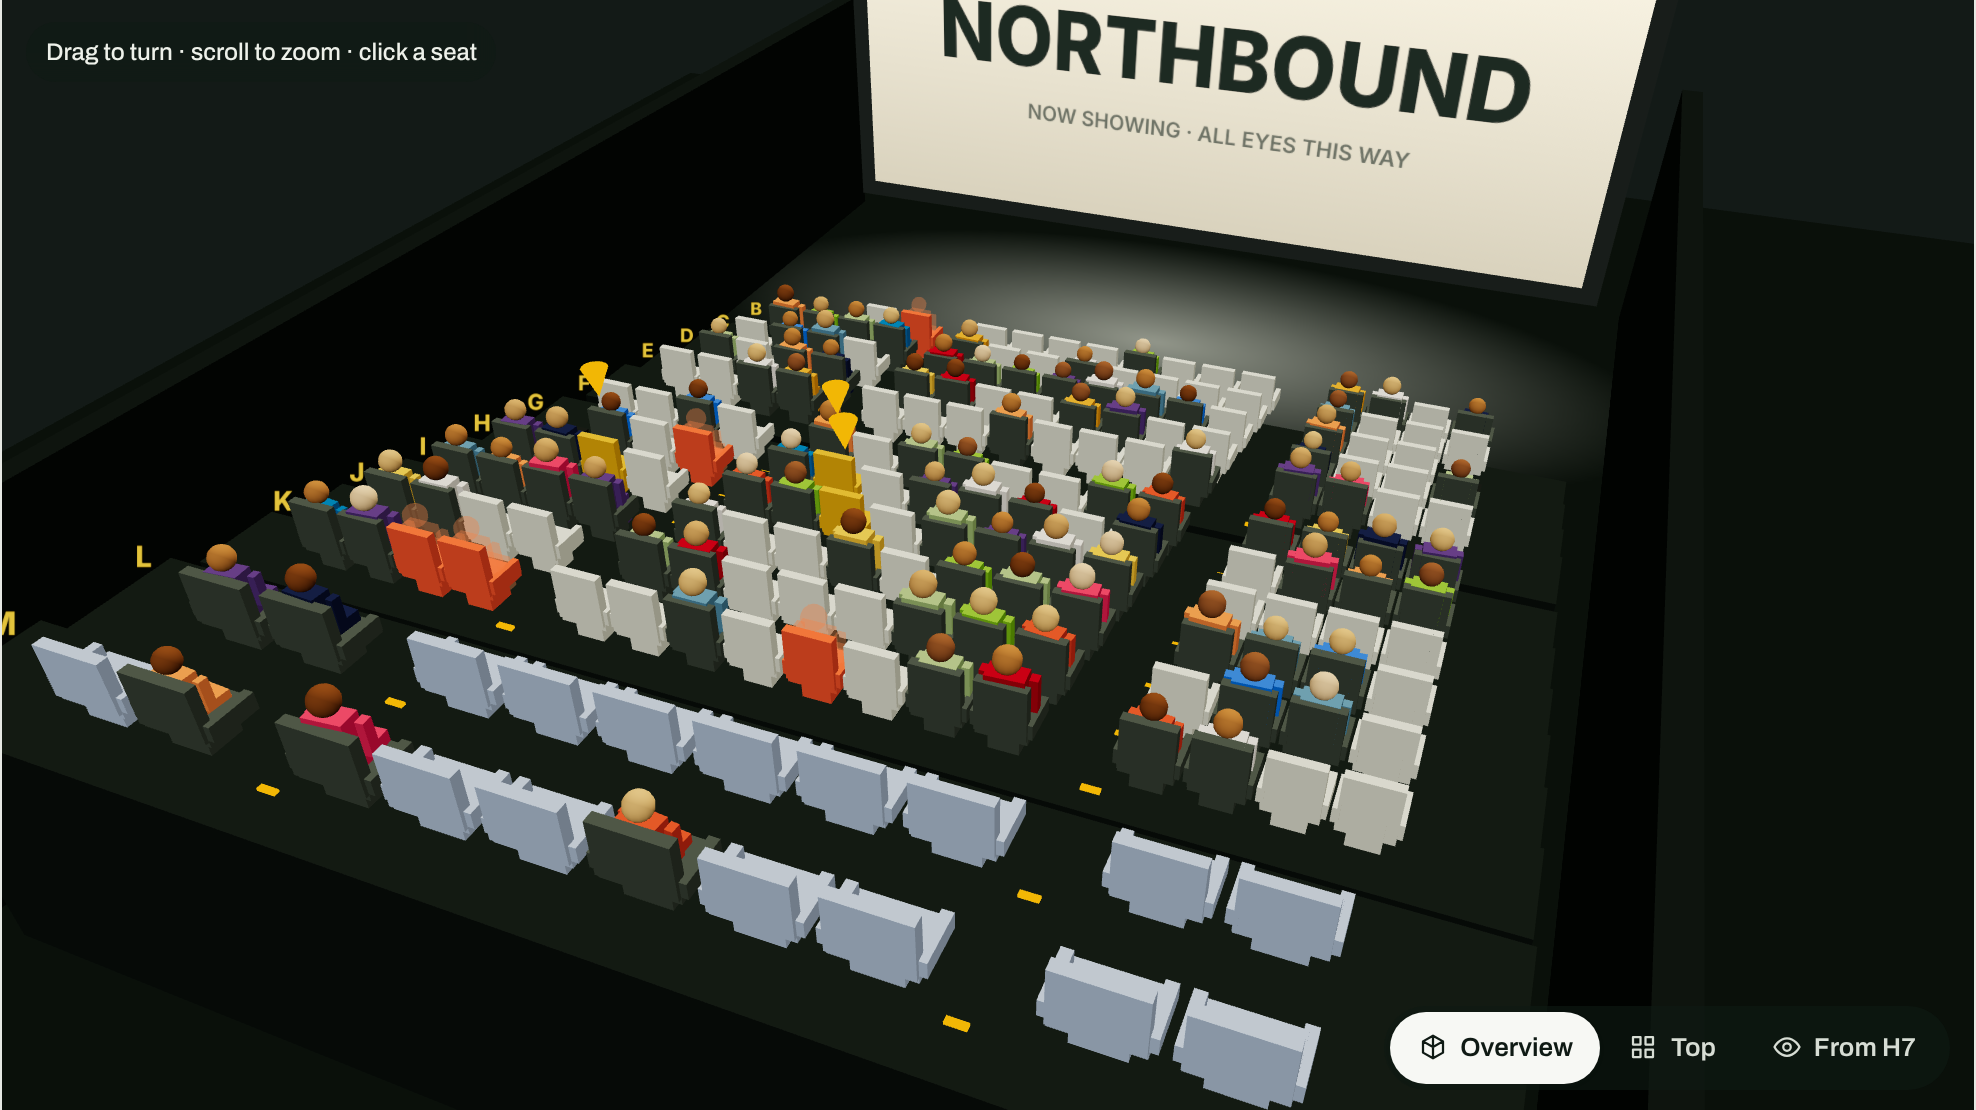 Drag to turn · scroll to zoom · click a seat
NORTHBOUND
NOW SHOWING · ALL EYES THIS WAY
B
D
E
F
G
H
I
J
K
L
M
Overview
Top
From H7